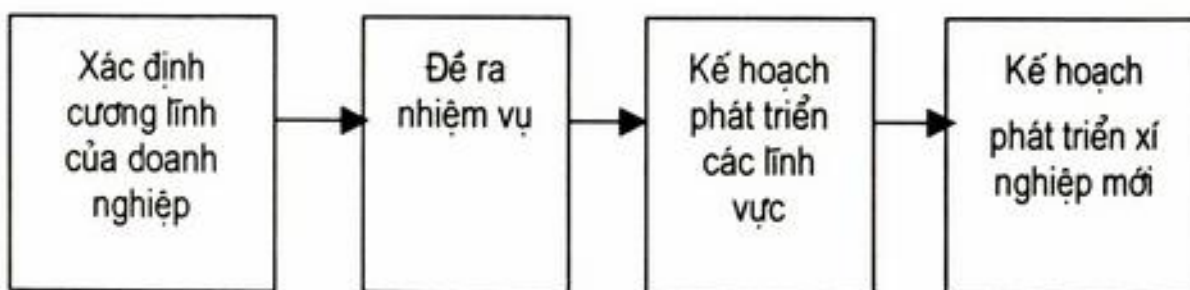 Xác định
cương lĩnh
của doanh
nghiệp
Đề ra
nhiệm vụ
Kế hoạch
phát triển
các lĩnh
vực
Kế hoạch
phát triển xí
nghiệp mới